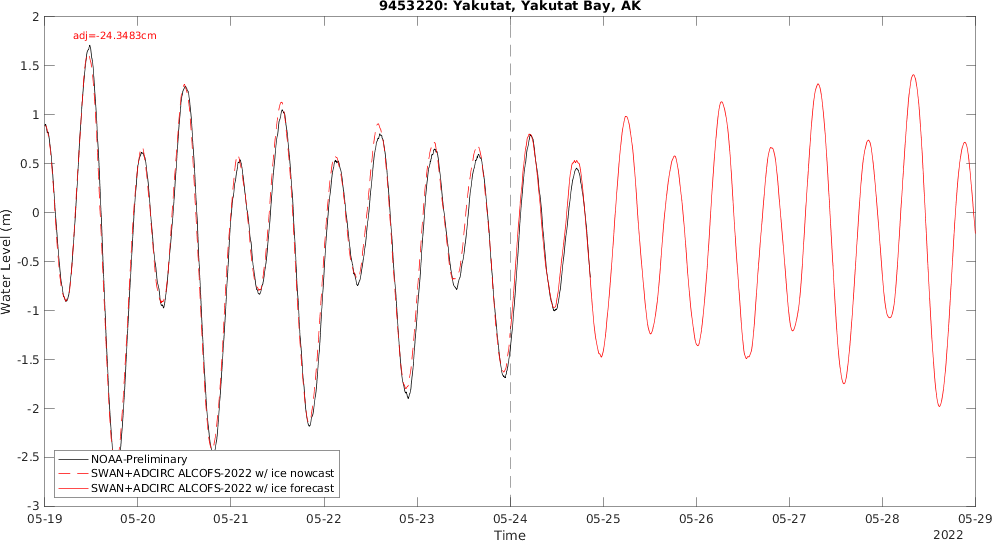 9453220: Yakutat, Yakutat Bay, AK
adj=-24.3483cm
2
1.5
1
0.5
0
-0.5
-1
-1.5
-2
-2.5
-3
Water Level (m)
NOAA-Preliminary
SWAN+ADCIRC ALCOFS-2022 w/ ice nowcast
SWAN+ADCIRC ALCOFS-2022 w/ ice forecast
05-19 05-20 05-21 05-22 05-23 05-24 05-25 05-26 05-27 05-28 05-29
Time
2022